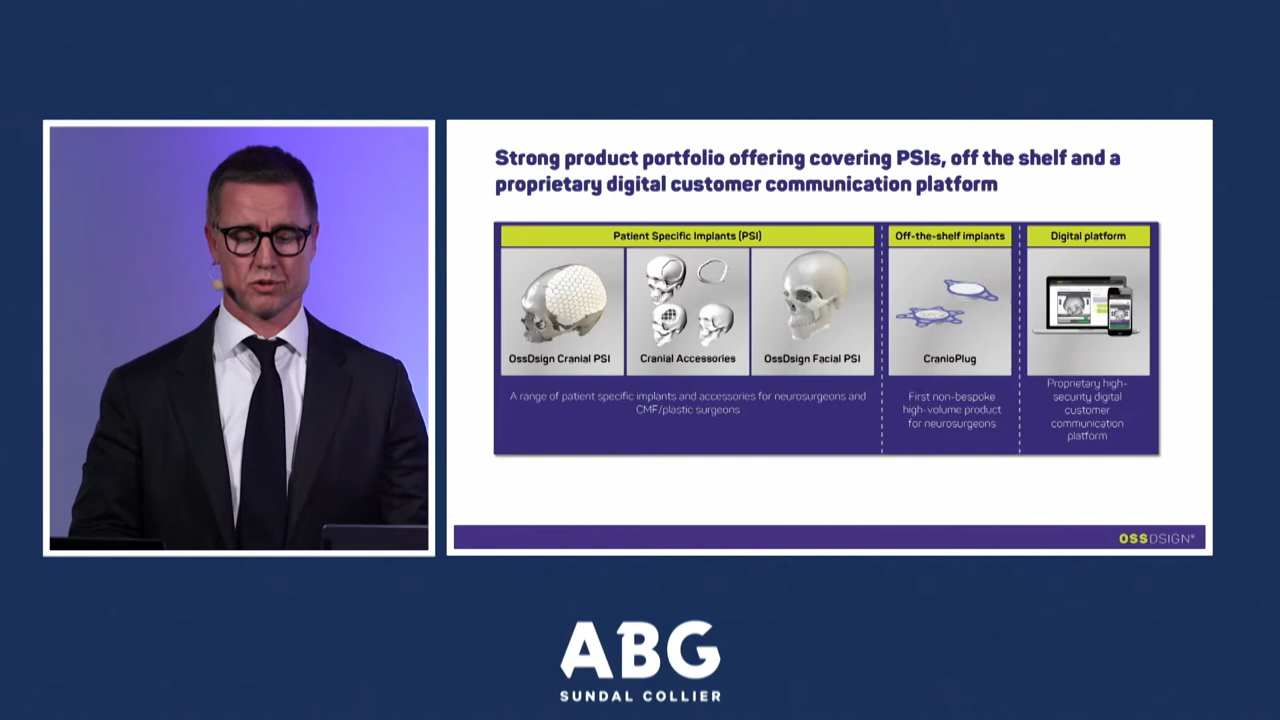 Strong product portfolio offering covering PSIs, off the shelf and a
proprietary digital customer communication platform
Patient Specific Implants (PSI)
Off-the-shelf implants
Digital platform
OssDsign Cranial PSI
Cranial Accessories
OssDsign Facial PSI
CranioPlug
A range of patient specific implants and accessories for neurosurgeons and
CMF/plastic surgeons
First non-bespoke
high-volume product
for neurosurgeons
Proprietary high-
security digital
customer
communication
platform
OSSDSIGN®
ABG
SUNDAL COLLIER